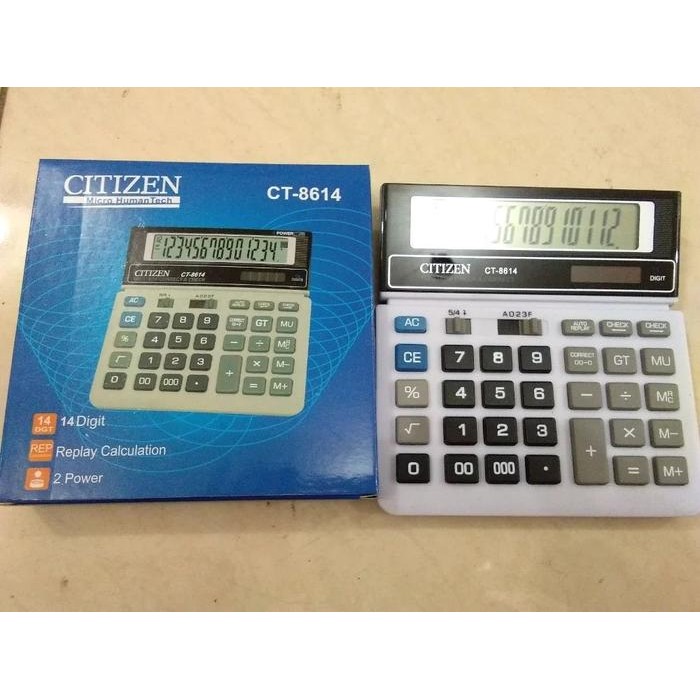 CITIZEN
Micro HumanTech
CT-8614
POWER
12345678901234
CITIZEN
CT-8614
AC
CE 7 8 9 GT MU
% 4 5 6 − ÷
√ 1 2 3 × M−
0 00 000 · + = M+
14
DGT
14 Digit
REP
Replay Calculation
2 Power
5678910112
CITIZEN CT-8614
DIGIT
5/4 A023F
AC AUTO REPLAY CHECK CHECK
CE 7 8 9 CORRECT 00→0 GT MU
% 4 5 6 − ÷ MRC
√ 1 2 3 + × M−
0 00 000 · = M+